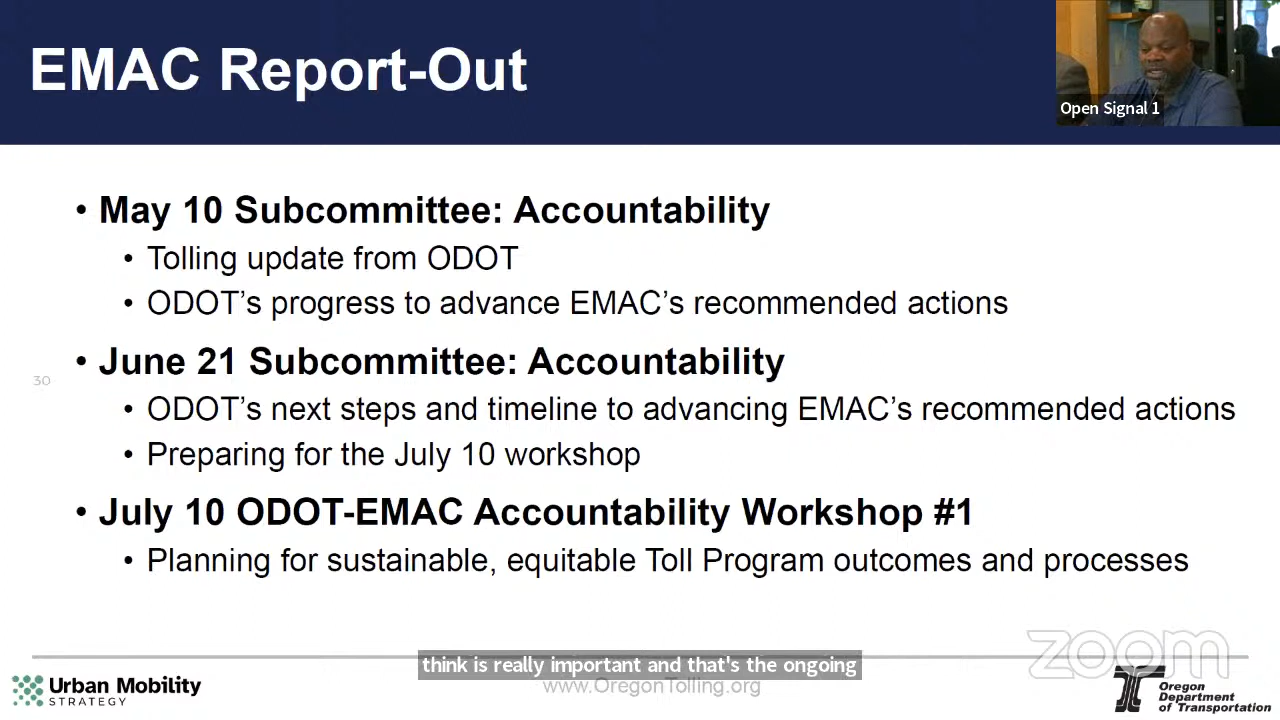 EMAC Report-Out
Open Signal 1
• May 10 Subcommittee: Accountability
• Tolling update from ODOT
• ODOT’s progress to advance EMAC’s recommended actions
• June 21 Subcommittee: Accountability
30
• ODOT’s next steps and timeline to advancing EMAC’s recommended actions
• Preparing for the July 10 workshop
• July 10 ODOT-EMAC Accountability Workshop #1
• Planning for sustainable, equitable Toll Program outcomes and processes
zoom
think is really important and that's the ongoing
www.OregonTolling.org
Urban Mobility
STRATEGY
Oregon
Department
of Transportation